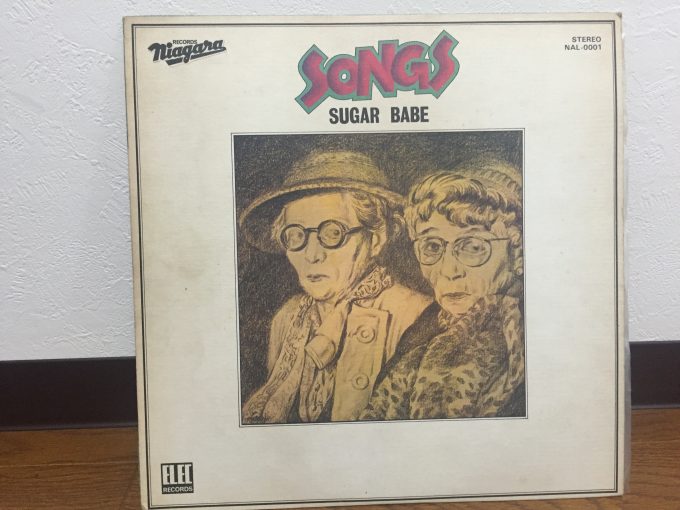 RECORDS
Niagara
STEREO
NAL-0001
SONGS
SUGAR BABE
ELEC
RECORDS